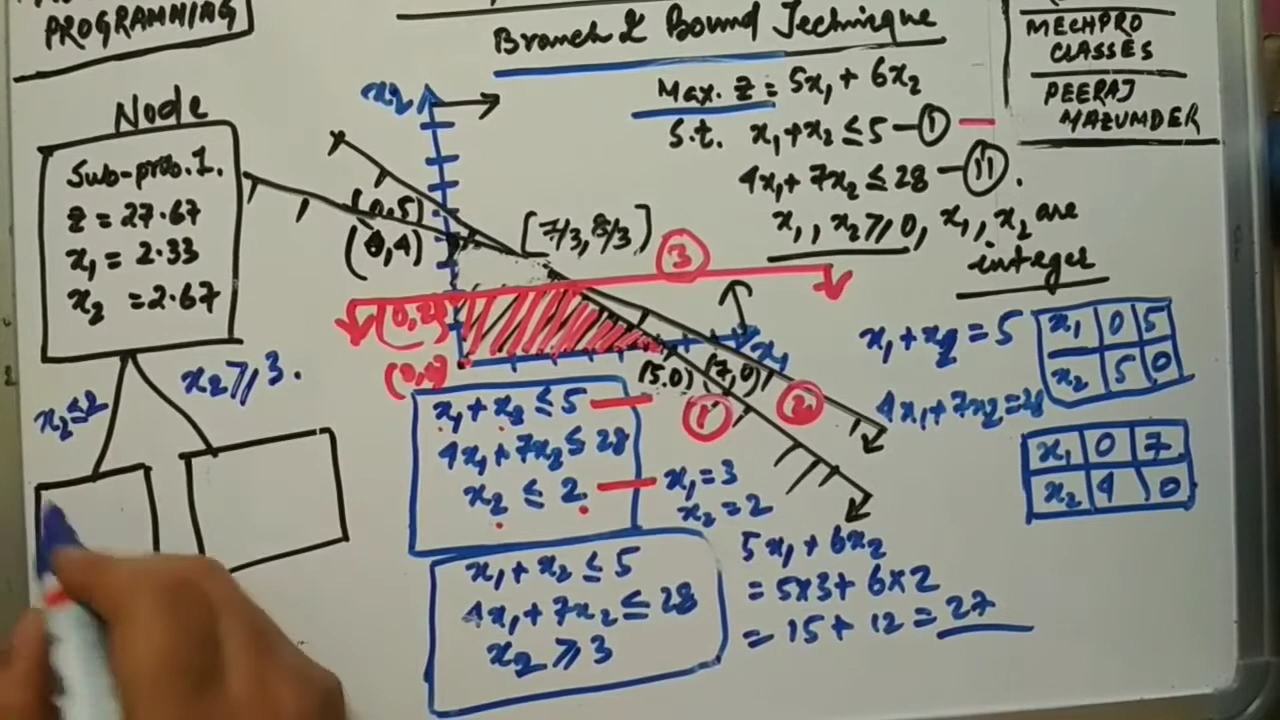 PROGRAMMING
Branch & Bound Technique
MECHPRO
CLASSES
PEERAJ
MAZUMDER
Max. Z = 5x₁ + 6x₂
S.t. x₁+x₂ ≤ 5 — (I)
4x₁ + 7x₂ ≤ 28 — (II).
x₁, x₂ ≥ 0, x₁, x₂ are
integer
Node
Sub-prob.1.
Z = 27.67
x₁ = 2.33
x₂ = 2.67
x₂ ≤ 2
x₂ ≥ 3.
x₂
(0,5)
(0,4)
[7/3, 8/3]
3
(0,2)
(0,0)
x₁
(5,0) (7,0)
1
2
x₁ + x₂ = 5
x₁ 0 5
x₂ 5 0
4x₁ + 7x₂ = 28
x₁ 0 7
x₂ 4 0
x₁ + x₂ ≤ 5
4x₁ + 7x₂ ≤ 28
x₂ ≤ 2
x₁ = 3
x₂ = 2
x₁ + x₂ ≤ 5
4x₁ + 7x₂ ≤ 28
x₂ ≥ 3
5x₁ + 6x₂
= 5×3 + 6×2
= 15 + 12 = 27